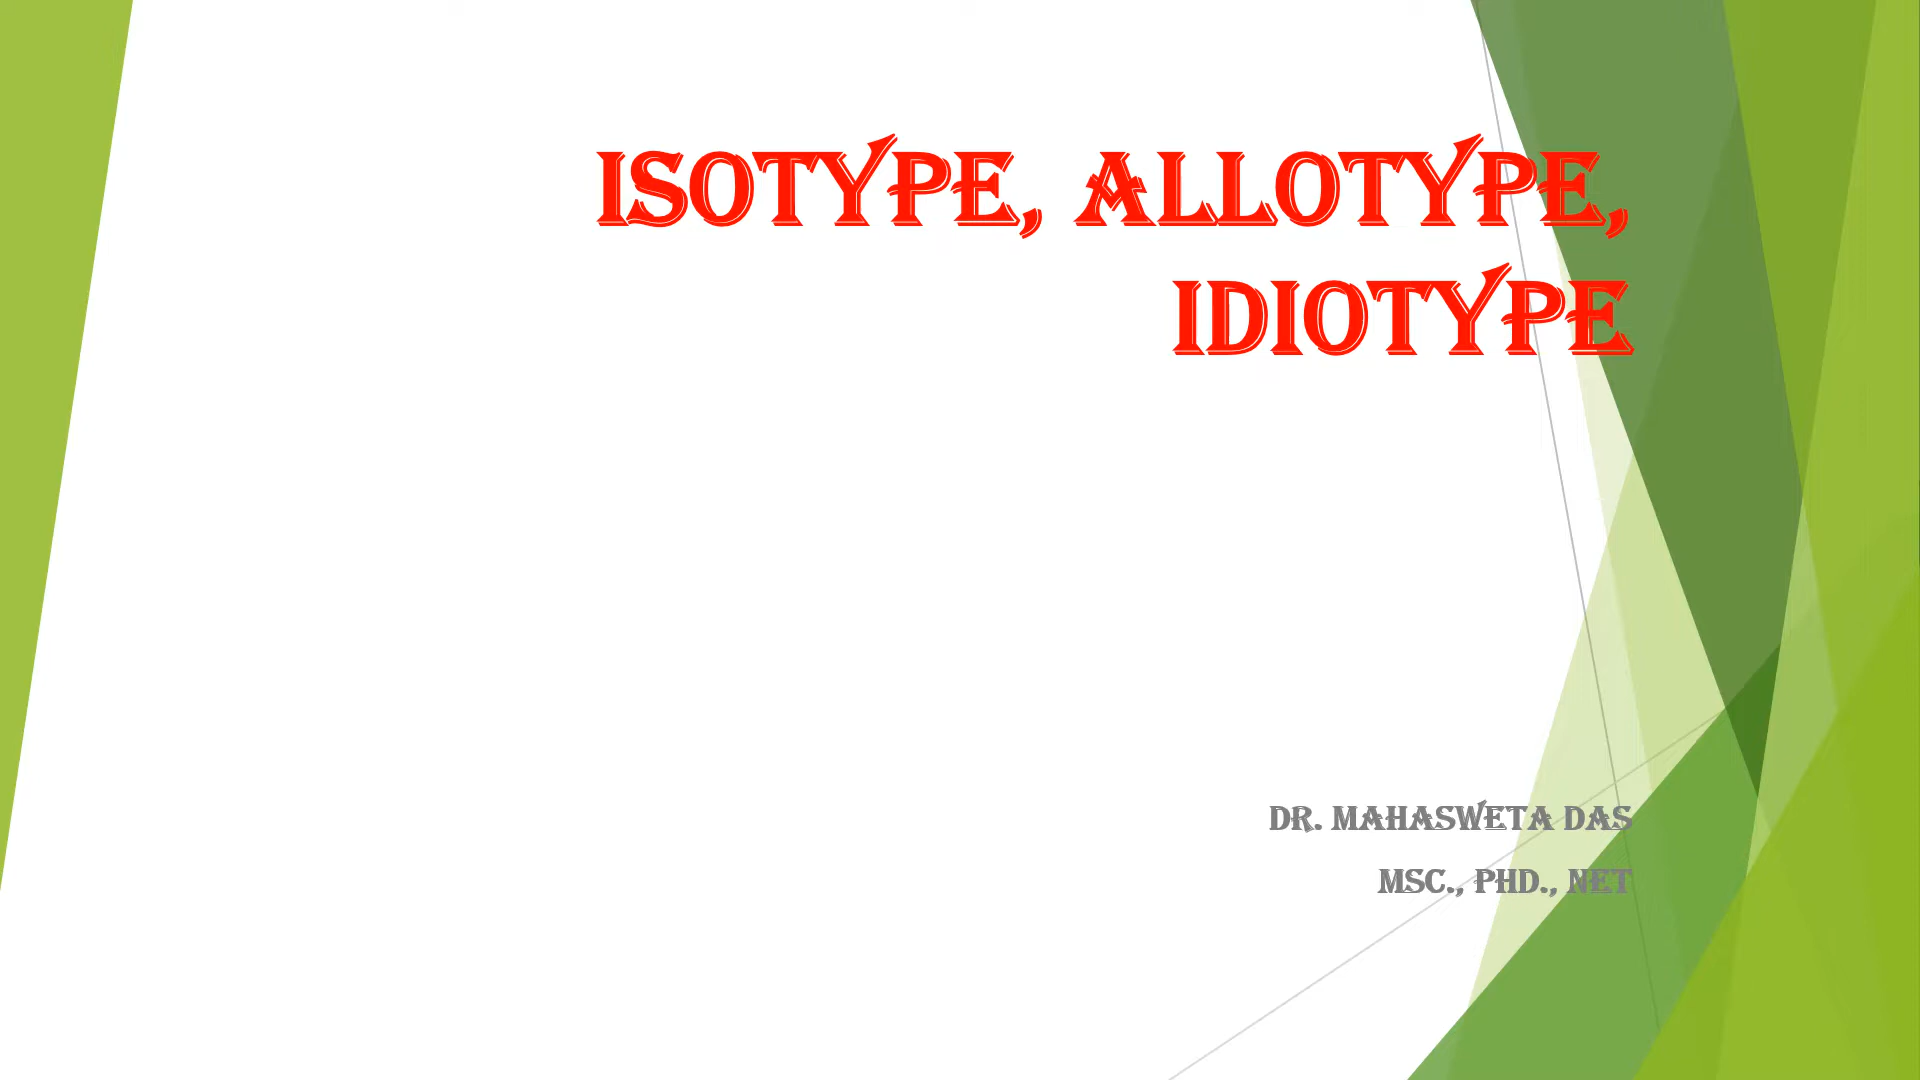 ISOTYPE, ALLOTYPE,
IDIOTYPE
DR. MAHASWETA DAS
MSC., PHD., NET